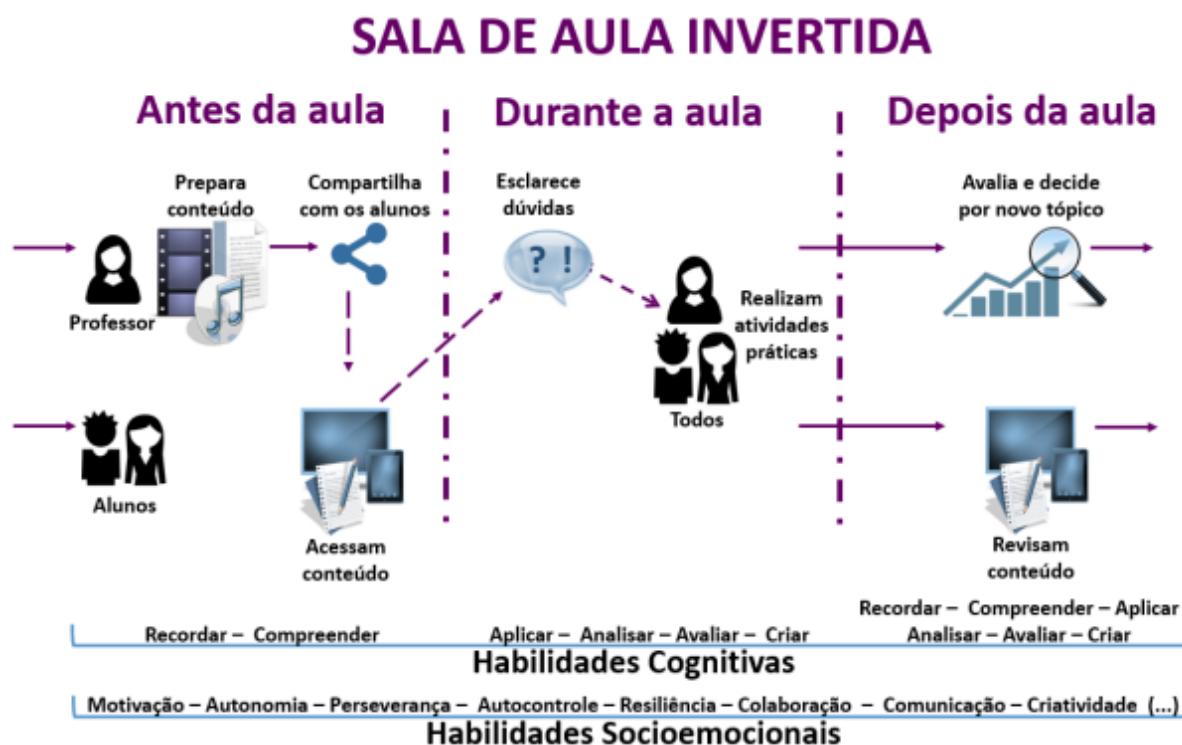 SALA DE AULA INVERTIDA
Antes da aula
Durante a aula
Depois da aula
Prepara
conteúdo
Compartilha
com os alunos
Esclarece
dúvidas
Avalia e decide
por novo tópico
? !
Professor
Realizam
atividades
práticas
Todos
Alunos
Acessam
conteúdo
Revisam
conteúdo
Recordar – Compreender
Aplicar – Analisar – Avaliar – Criar
Recordar – Compreender – Aplicar
Analisar – Avaliar – Criar
Habilidades Cognitivas
Motivação – Autonomia – Perseverança – Autocontrole – Resiliência – Colaboração – Comunicação – Criatividade (...)
Habilidades Socioemocionais